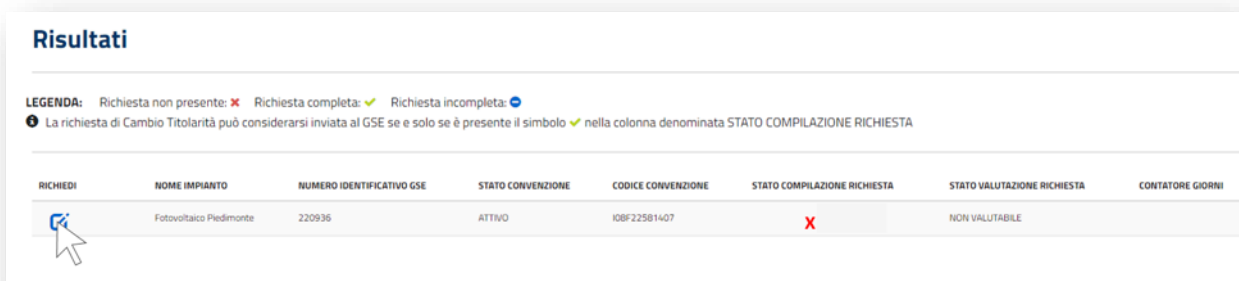 Risultati
LEGENDA: Richiesta non presente: ✖ Richiesta completa: ✔ Richiesta incompleta: ⊖
La richiesta di Cambio Titolarità può considerarsi inviata al GSE se e solo se è presente il simbolo ✔ nella colonna denominata STATO COMPILAZIONE RICHIESTA
RICHIEDI NOME IMPIANTO NUMERO IDENTIFICATIVO GSE STATO CONVENZIONE CODICE CONVENZIONE STATO COMPILAZIONE RICHIESTA STATO VALUTAZIONE RICHIESTA CONTATORE GIORNI
Fotovoltaico Piedimonte 220936 ATTIVO I08F22581407 X NON VALUTABILE